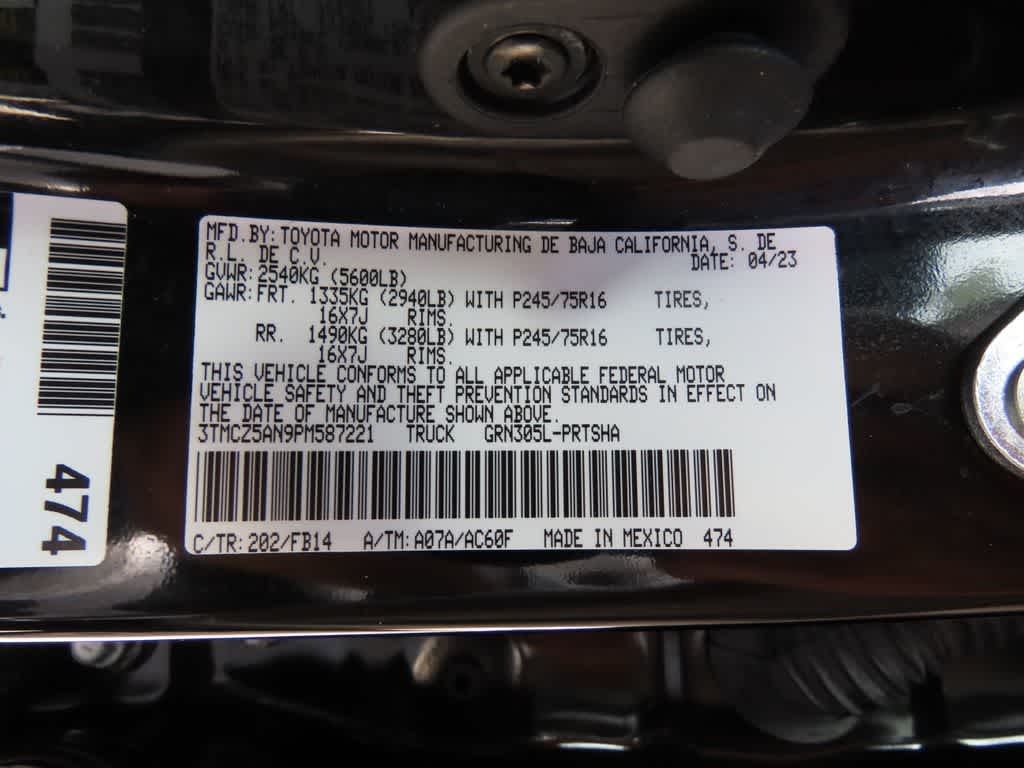 MFD.BY:TOYOTA MOTOR MANUFACTURING DE BAJA CALIFORNIA, S. DE
R.L. DE C.V. DATE: 04/23
GVWR:2540KG (5600LB)
GAWR:FRT. 1335KG (2940LB) WITH P245/75R16 TIRES,
16X7J RIMS.
RR. 1490KG (3280LB) WITH P245/75R16 TIRES,
16X7J RIMS.
THIS VEHICLE CONFORMS TO ALL APPLICABLE FEDERAL MOTOR
VEHICLE SAFETY AND THEFT PREVENTION STANDARDS IN EFFECT ON
THE DATE OF MANUFACTURE SHOWN ABOVE.
3TMCZ5AN9PM587221 TRUCK GRN305L-PRTSHA
C/TR:202/FB14 A/TM:A07A/AC60F MADE IN MEXICO 474
474